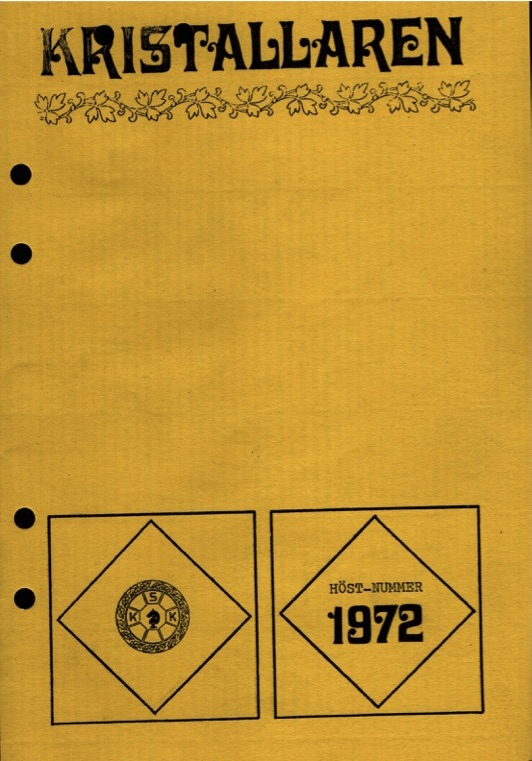 KRISTALLAREN
S
K K
HÖST-NUMMER
1972